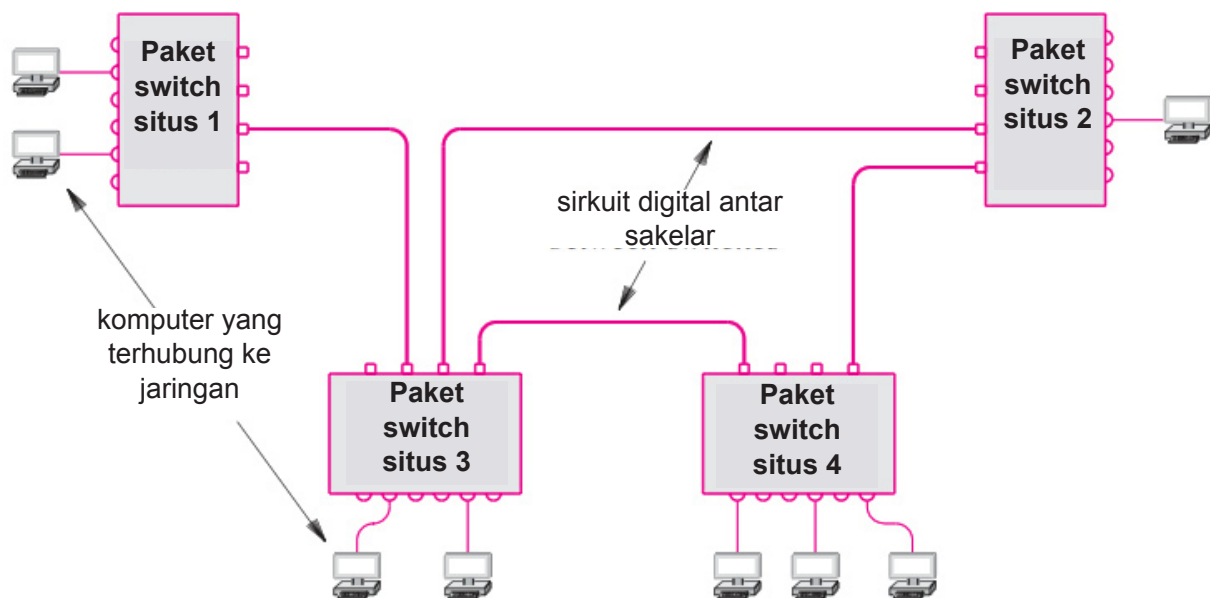 Paket
switch
situs 1
Paket
switch
situs 2
sirkuit digital antar
sakelar
komputer yang
terhubung ke
jaringan
Paket
switch
situs 3
Paket
switch
situs 4